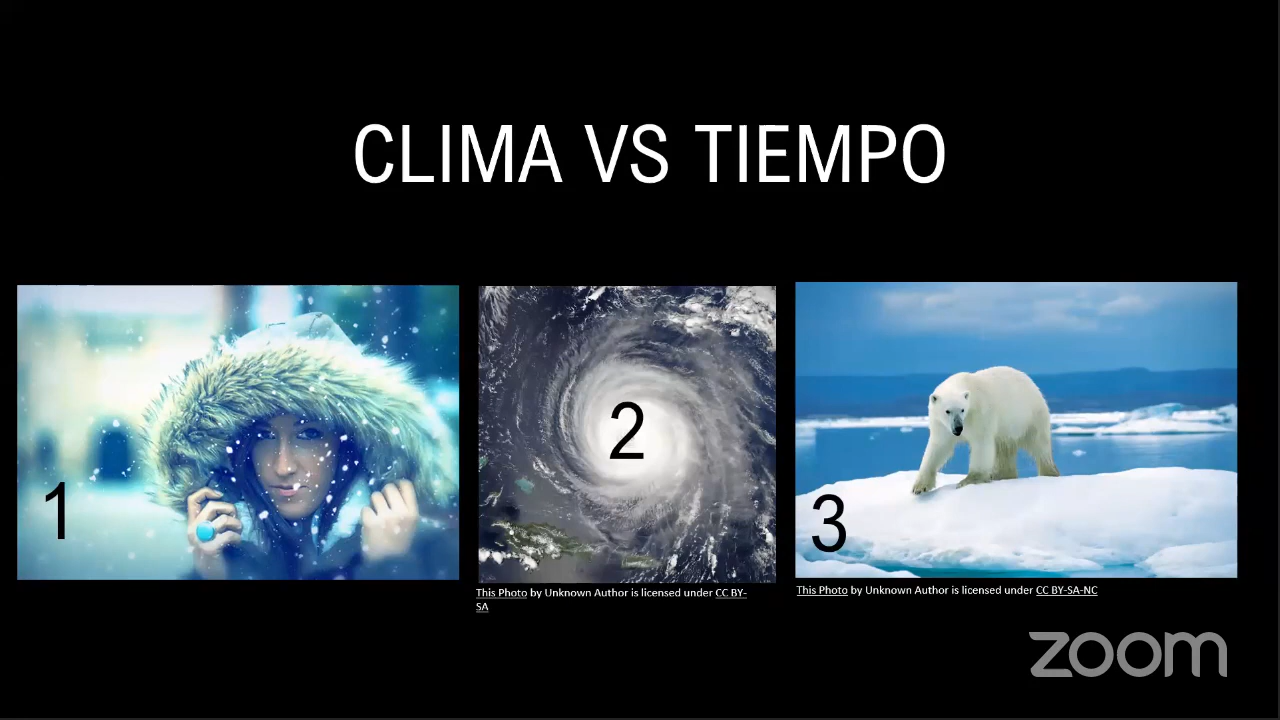 CLIMA VS TIEMPO
1
2
3
This Photo by Unknown Author is licensed under CC BY-
SA
This Photo by Unknown Author is licensed under CC BY-SA-NC
zoom